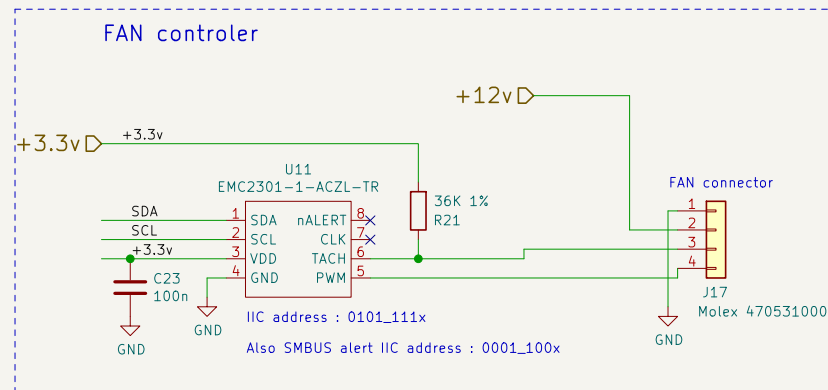 FAN controler
+12v
+3.3v
+3.3v
U11
EMC2301-1-ACZL-TR
FAN connector
36K 1%
R21
SDA
SCL
+3.3v
1 SDA
2 SCL
3 VDD
4 GND
nALERT 8
CLK 7
TACH 6
PWM 5
1
2
3
4
C23
100n
J17
Molex 470531000
GND
GND
GND
IIC address : 0101_111x
Also SMBUS alert IIC address : 0001_100x